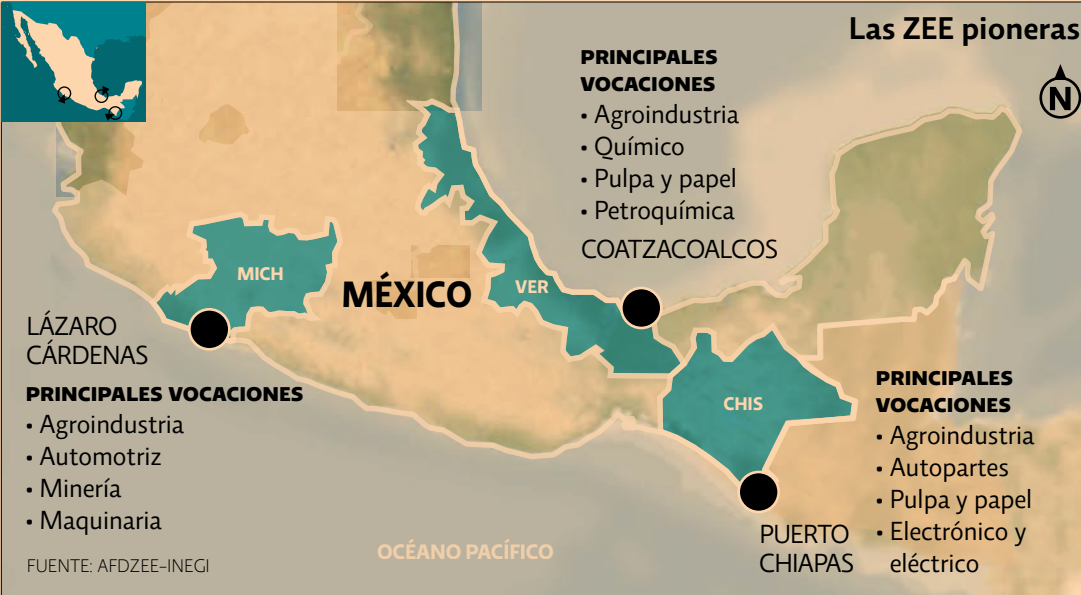 Las ZEE pioneras
N
PRINCIPALES
VOCACIONES
• Agroindustria
• Químico
• Pulpa y papel
• Petroquímica
COATZACOALCOS
MICH
MÉXICO
VER
CHIS
LÁZARO
CÁRDENAS
PRINCIPALES VOCACIONES
• Agroindustria
• Automotriz
• Minería
• Maquinaria
PRINCIPALES
VOCACIONES
• Agroindustria
• Autopartes
• Pulpa y papel
• Electrónico y
eléctrico
PUERTO
CHIAPAS
OCÉANO PACÍFICO
FUENTE: AFDZEE–INEGI